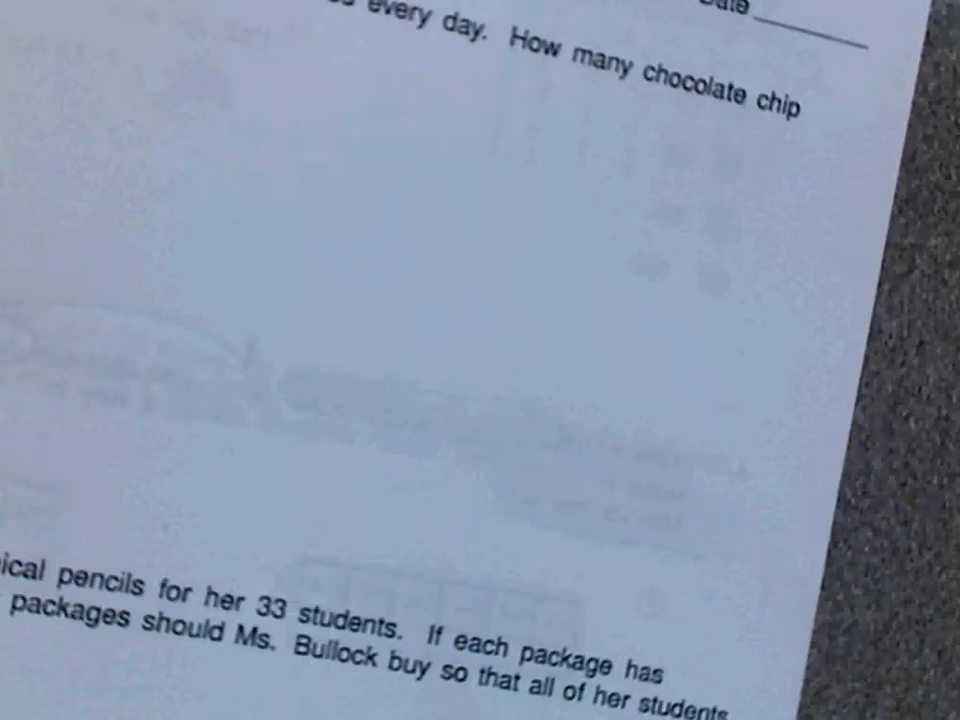 Date
every day. How many chocolate chip
ical pencils for her 33 students. If each package has
packages should Ms. Bullock buy so that all of her students